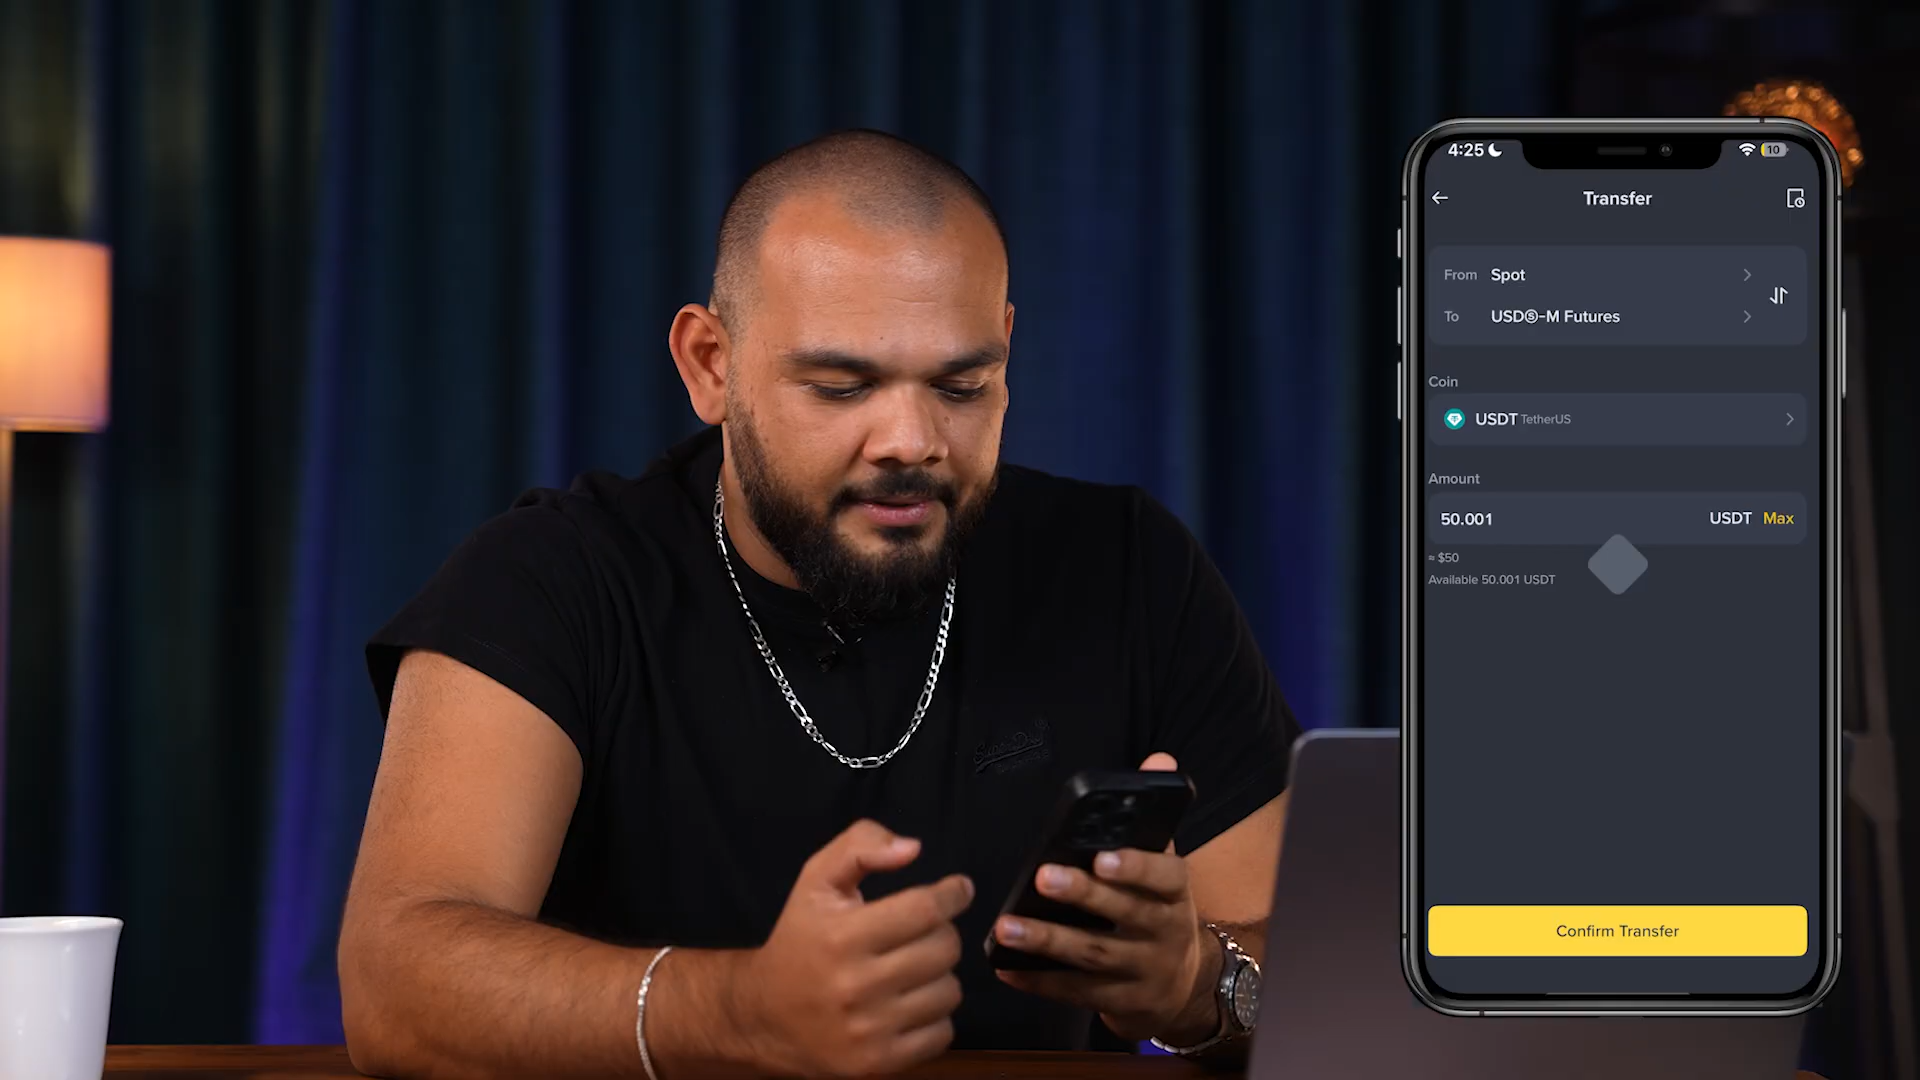 4:25
10
Transfer
From Spot
To USDⓈ-M Futures
Coin
USDT TetherUS
Amount
50.001 USDT Max
≈ $50
Available 50.001 USDT
Confirm Transfer
SuperDry